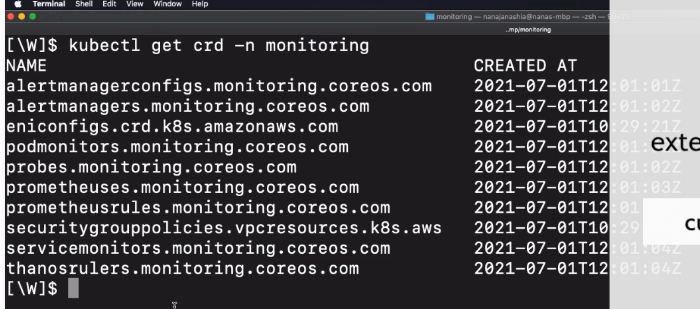 Terminal Shell Edit View Window Help
monitoring — nanajanashia@nanas-mbp — -zsh —
..mp/monitoring
[\W]$ kubectl get crd -n monitoring
NAME CREATED AT
alertmanagerconfigs.monitoring.coreos.com 2021-07-01T12:01:01Z
alertmanagers.monitoring.coreos.com 2021-07-01T12:01:02Z
eniconfigs.crd.k8s.amazonaws.com 2021-07-01T10:29:21Z
podmonitors.monitoring.coreos.com 2021-07-01T12:01:
exte
probes.monitoring.coreos.com 2021-07-01T12:01:02Z
prometheuses.monitoring.coreos.com 2021-07-01T12:01:03Z
prometheusrules.monitoring.coreos.com 2021-07-01T12:01
cu
securitygrouppolicies.vpcresources.k8s.aws 2021-07-01T10:29
servicemonitors.monitoring.coreos.com 2021-07-01T12:01:04Z
thanosrulers.monitoring.coreos.com 2021-07-01T12:01:04Z
[\W]$